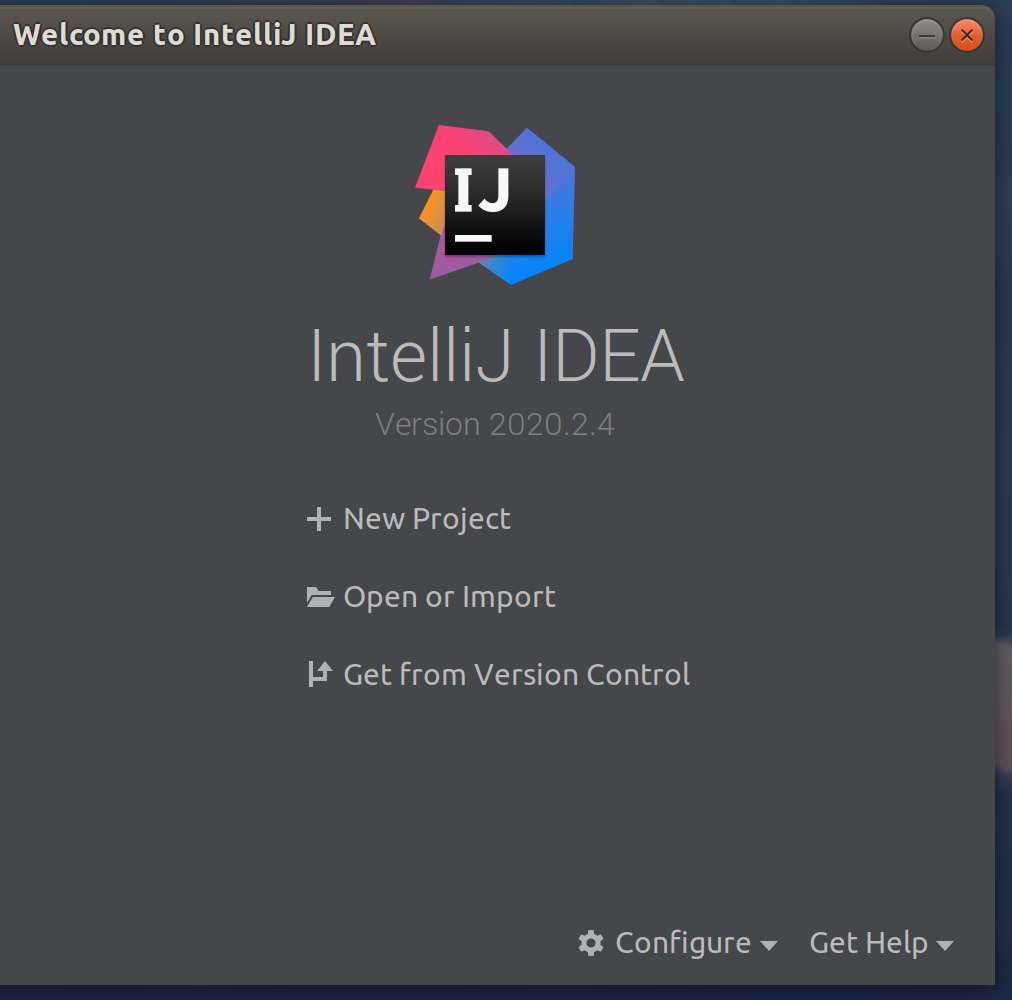 Welcome to IntelliJ IDEA
IJ
IntelliJ IDEA
Version 2020.2.4
New Project
Open or Import
Get from Version Control
Configure
Get Help